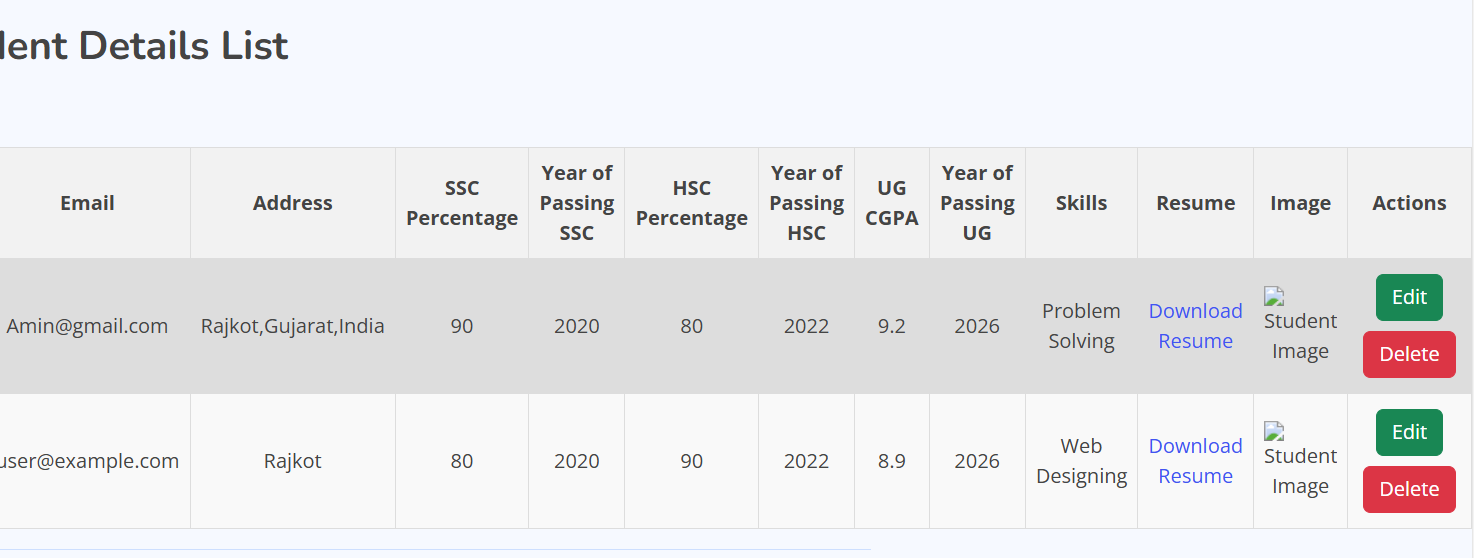 lent Details List
Email Address SSC Percentage Year of Passing SSC HSC Percentage Year of Passing HSC UG CGPA Year of Passing UG Skills Resume Image Actions
Amin@gmail.com Rajkot,Gujarat,India 90 2020 80 2022 9.2 2026 Problem Solving Download Resume Student Image Edit Delete
user@example.com Rajkot 80 2020 90 2022 8.9 2026 Web Designing Download Resume Student Image Edit Delete